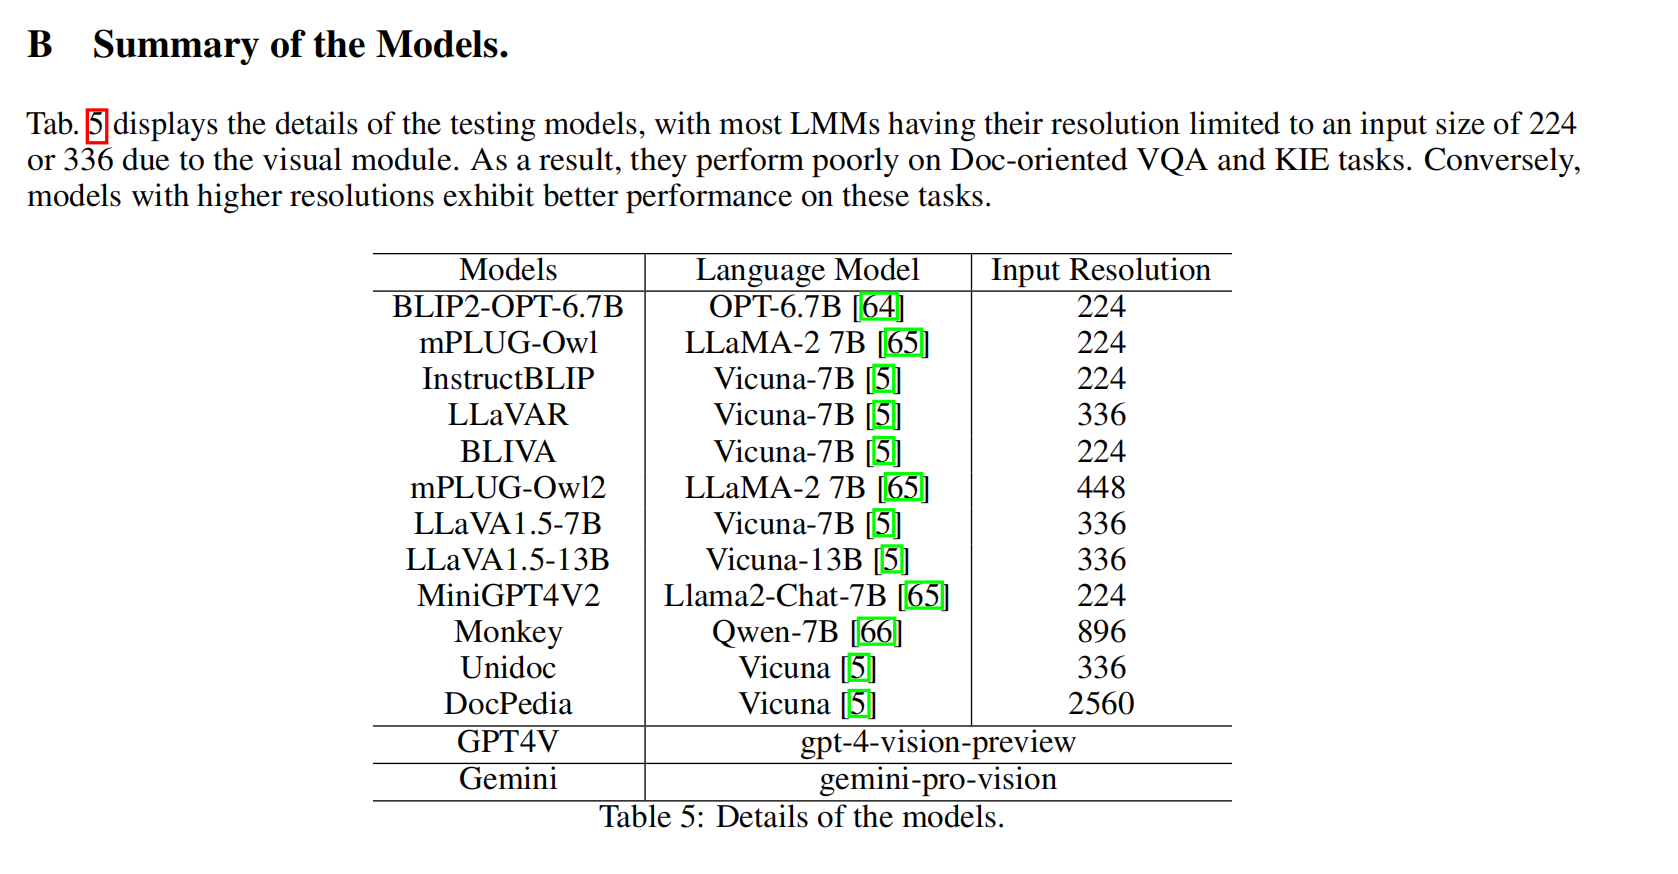 B Summary of the Models.
Tab. 5 displays the details of the testing models, with most LMMs having their resolution limited to an input size of 224
or 336 due to the visual module. As a result, they perform poorly on Doc-oriented VQA and KIE tasks. Conversely,
models with higher resolutions exhibit better performance on these tasks.
Models Language Model Input Resolution
BLIP2-OPT-6.7B OPT-6.7B [64] 224
mPLUG-Owl LLaMA-2 7B [65] 224
InstructBLIP Vicuna-7B [5] 224
LLaVAR Vicuna-7B [5] 336
BLIVA Vicuna-7B [5] 224
mPLUG-Owl2 LLaMA-2 7B [65] 448
LLaVA1.5-7B Vicuna-7B [5] 336
LLaVA1.5-13B Vicuna-13B [5] 336
MiniGPT4V2 Llama2-Chat-7B [65] 224
Monkey Qwen-7B [66] 896
Unidoc Vicuna [5] 336
DocPedia Vicuna [5] 2560
GPT4V gpt-4-vision-preview
Gemini gemini-pro-vision
Table 5: Details of the models.